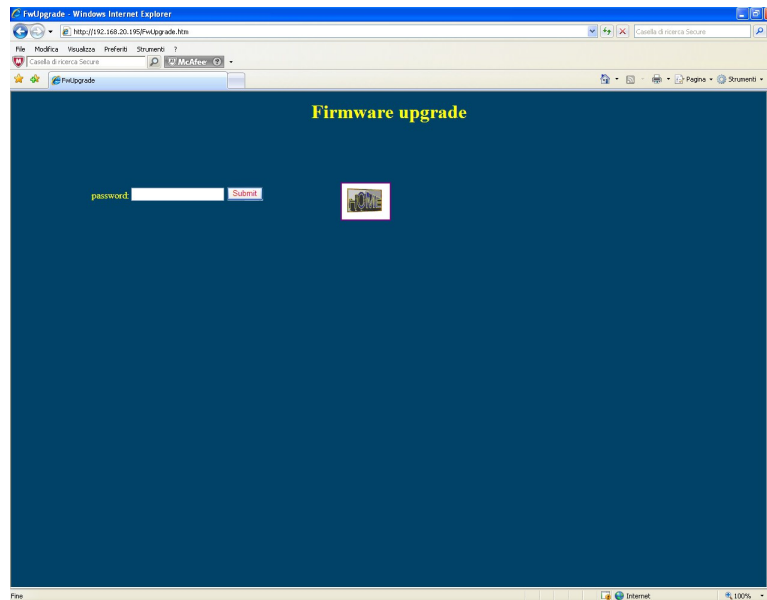 FwUpgrade - Windows Internet Explorer
http://192.168.20.195/FwUpgrade.htm
Casella di ricerca Secure
File Modifica Visualizza Preferiti Strumenti ?
Casella di ricerca Secure McAfee
FwUpgrade
Pagina Strumenti
Firmware upgrade
password: Submit
HOME
Fine
Internet
100%